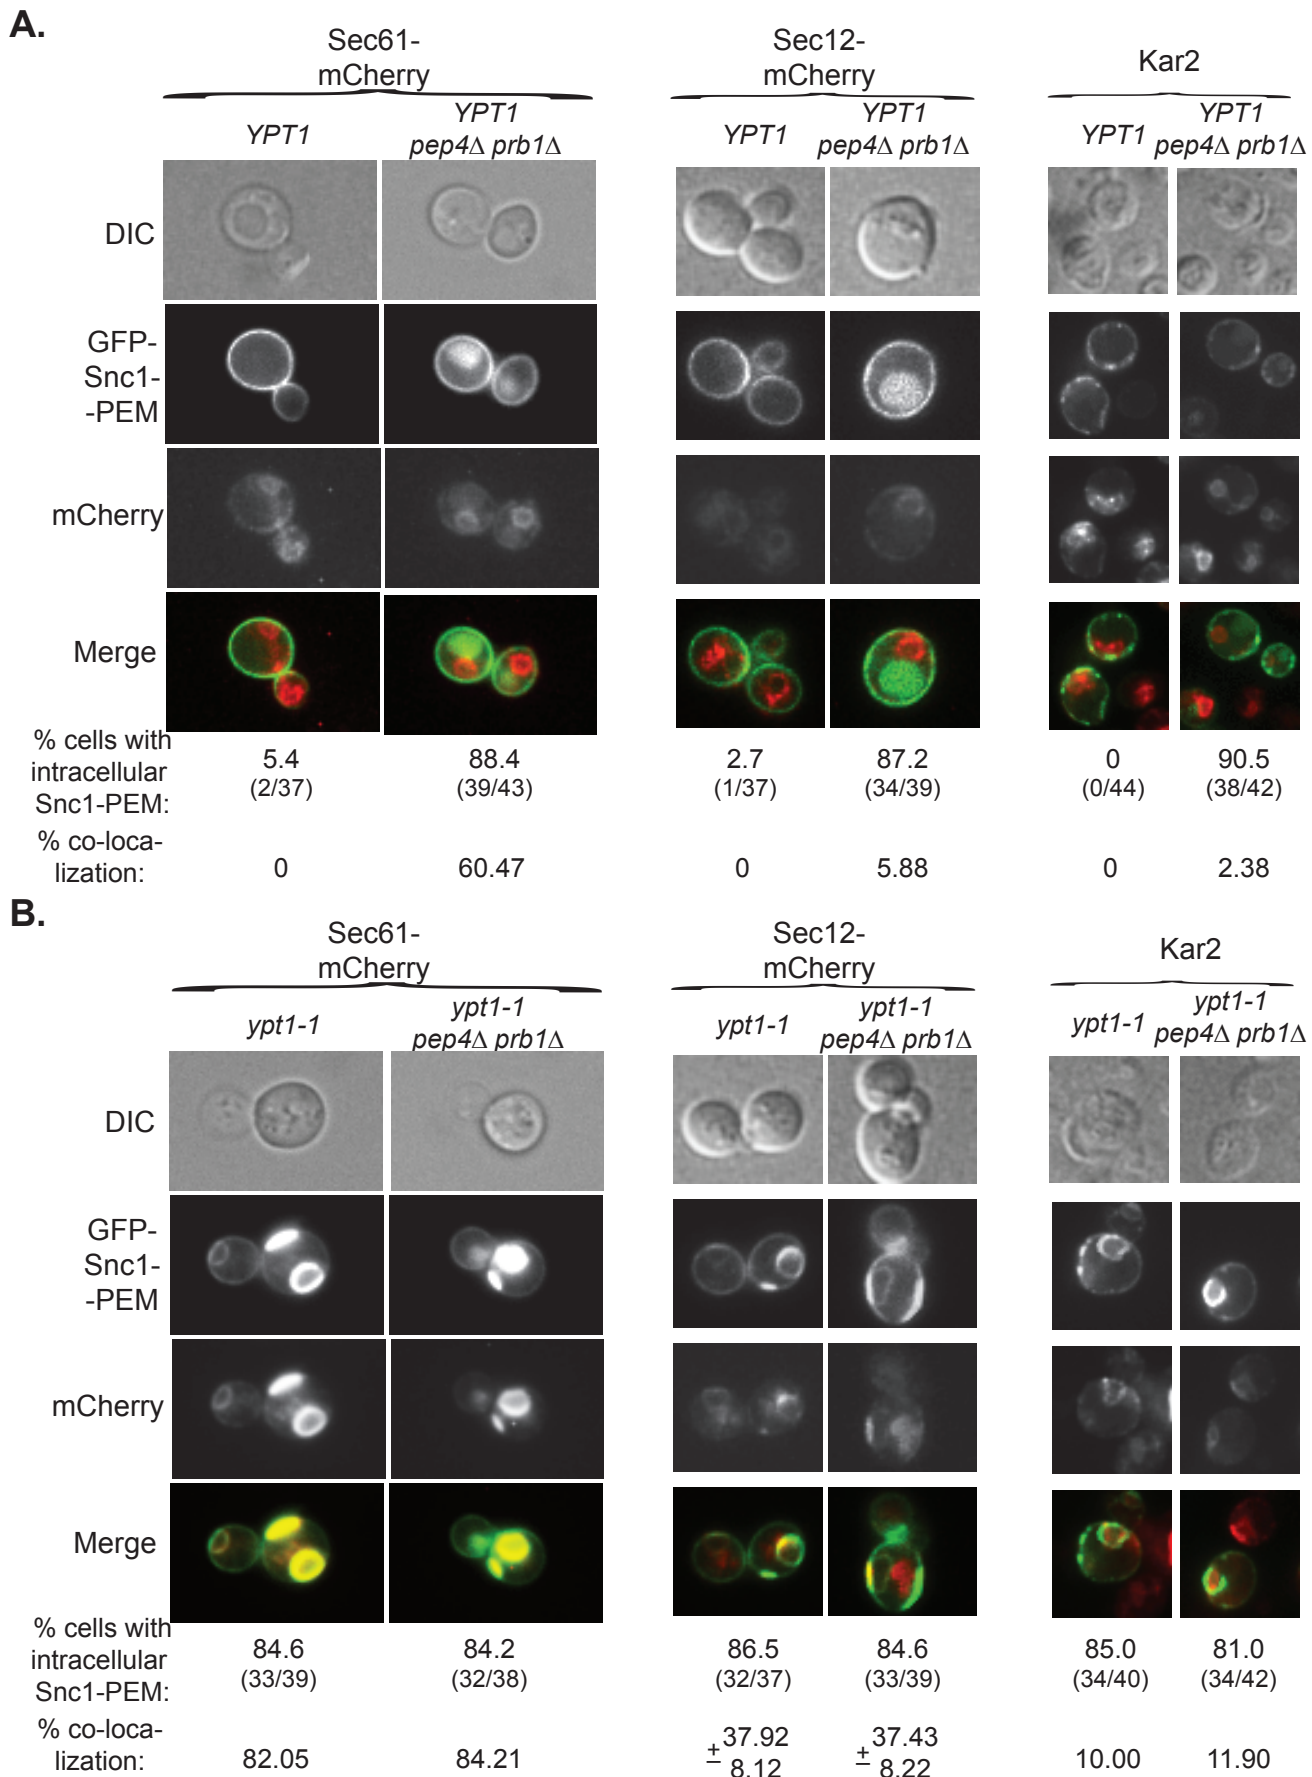 A.
Sec61-
mCherry
Sec12-
mCherry
Kar2
YPT1
YPT1
pep4Δ prb1Δ
YPT1
YPT1
pep4Δ prb1Δ
YPT1
YPT1
pep4Δ prb1Δ
DIC
GFP-
Snc1-
-PEM
mCherry
Merge
% cells with
intracellular
Snc1-PEM:
5.4
(2/37)
88.4
(39/43)
2.7
(1/37)
87.2
(34/39)
0
(0/44)
90.5
(38/42)
% co-loca-
lization:
0
60.47
0
5.88
0
2.38
B.
Sec61-
mCherry
Sec12-
mCherry
Kar2
ypt1-1
ypt1-1
pep4Δ prb1Δ
ypt1-1
ypt1-1
pep4Δ prb1Δ
ypt1-1
ypt1-1
pep4Δ prb1Δ
DIC
GFP-
Snc1-
-PEM
mCherry
Merge
% cells with
intracellular
Snc1-PEM:
84.6
(33/39)
84.2
(32/38)
86.5
(32/37)
84.6
(33/39)
85.0
(34/40)
81.0
(34/42)
% co-loca-
lization:
82.05
84.21
37.92
± 8.12
37.43
± 8.22
10.00
11.90